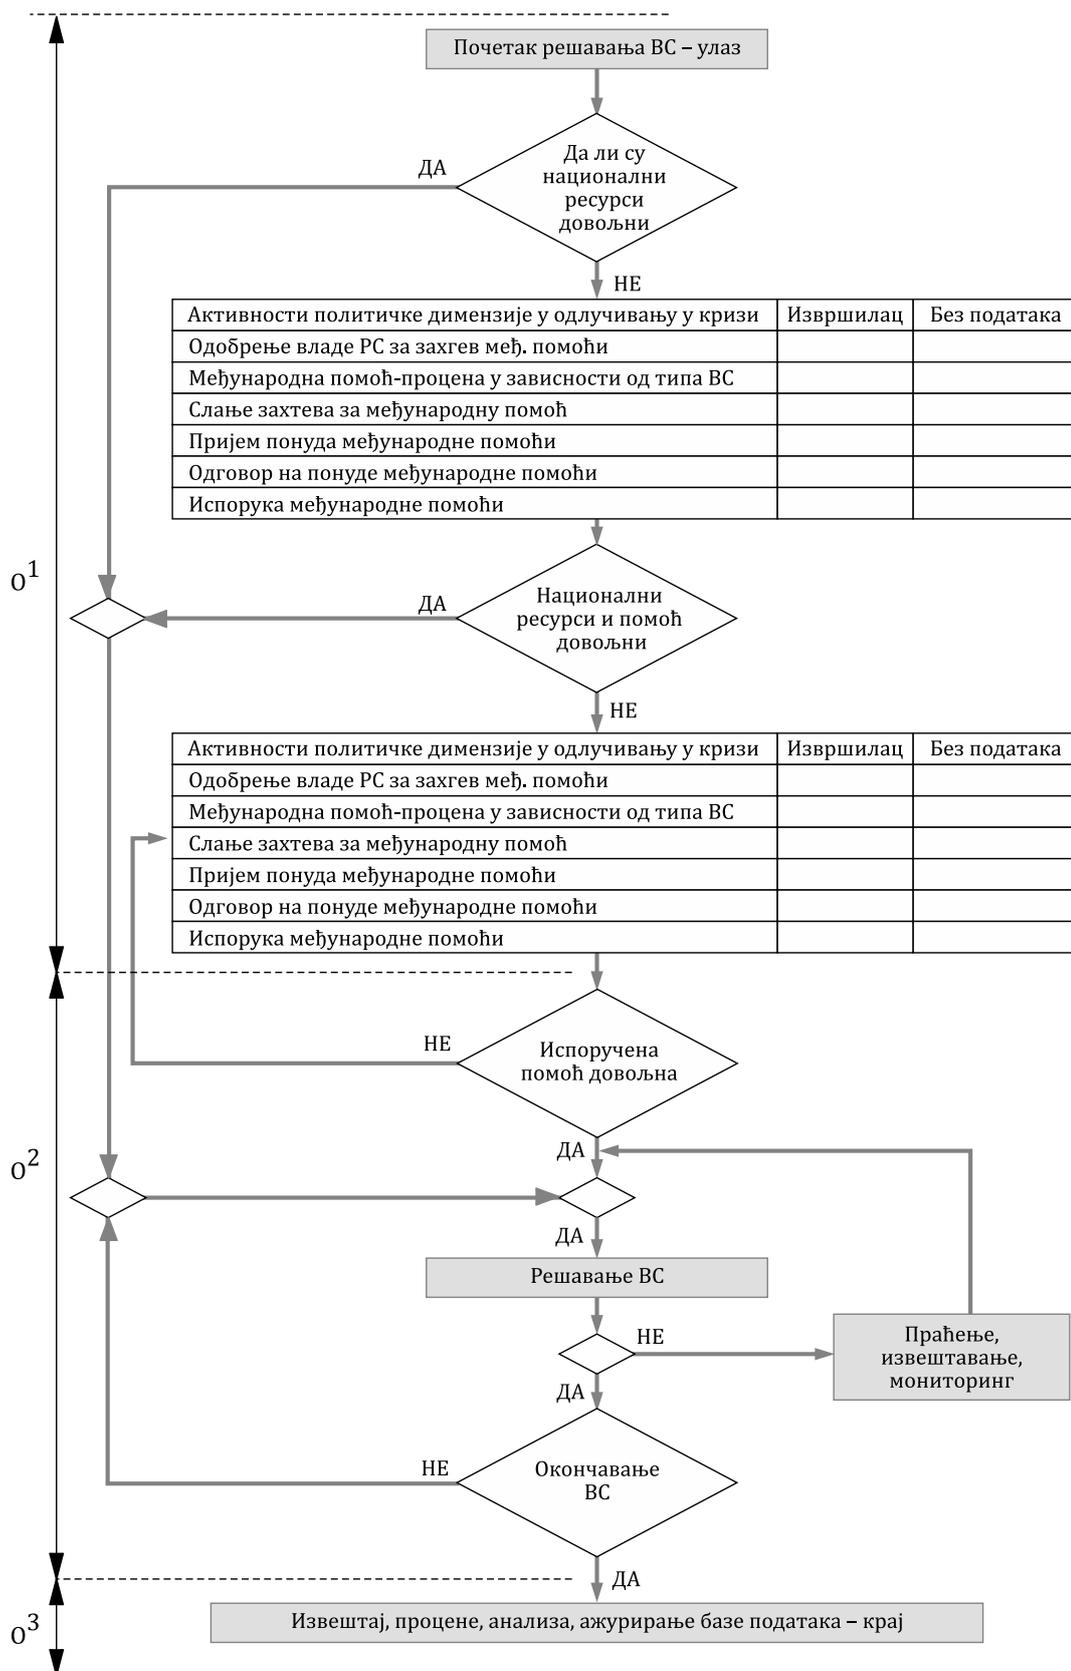 Почетак решавања ВС – улаз
ДА
Да ли су
национални
ресурси
довољни
НЕ
Активности политичке димензије у одлучивању у кризи Извршилац Без података
Одобрење владе РС за захгев међ. помоћи
Међународна помоћ-процена у зависности од типа ВС
Слање захтева за међународну помоћ
Пријем понуда међународне помоћи
Одговор на понуде међународне помоћи
Испорука међународне помоћи
О¹
ДА
Национални
ресурси и помоћ
довољни
НЕ
Активности политичке димензије у одлучивању у кризи Извршилац Без података
Одобрење владе РС за захгев међ. помоћи
Међународна помоћ-процена у зависности од типа ВС
Слање захтева за међународну помоћ
Пријем понуда међународне помоћи
Одговор на понуде међународне помоћи
Испорука међународне помоћи
НЕ
Испоручена
помоћ довољна
ДА
О²
ДА
Решавање ВС
НЕ
Праћење,
извештавање,
мониторинг
ДА
НЕ
Окончавање
ВС
ДА
О³
Извештај, процене, анализа, ажурирање базе података – крај